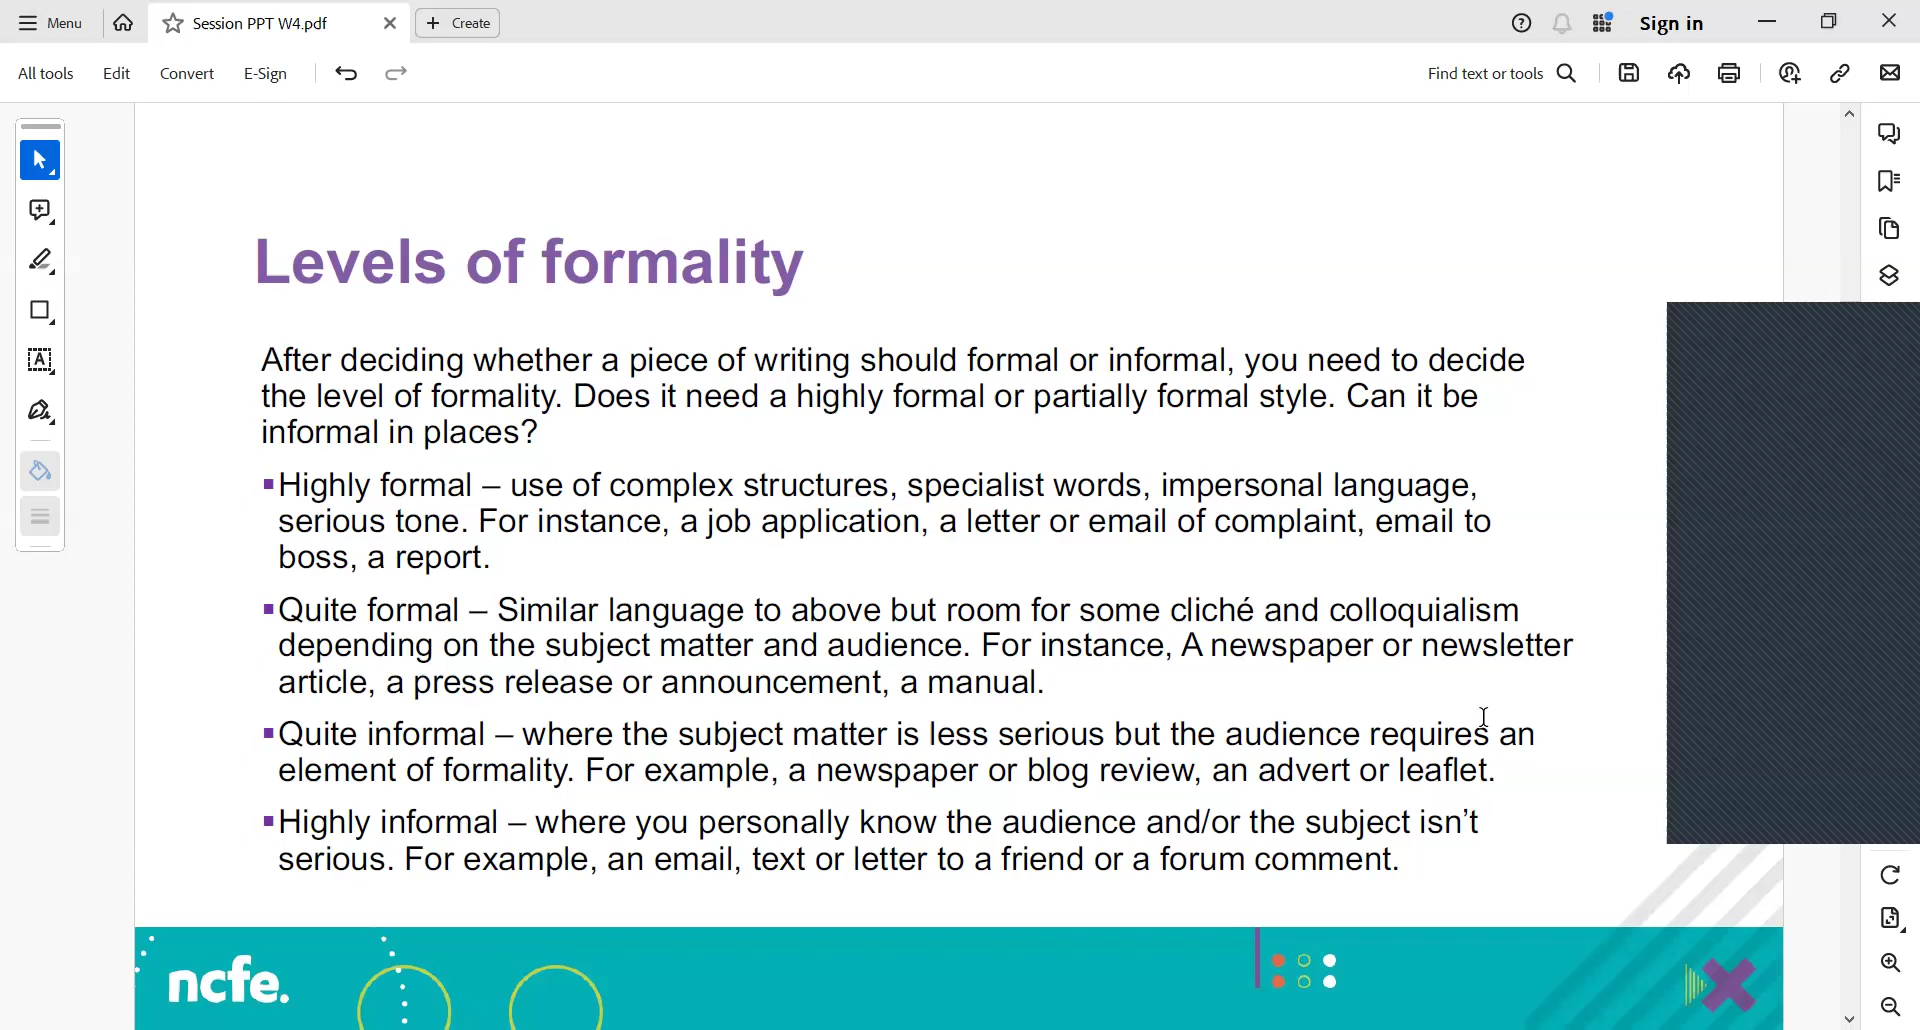 Menu
Session PPT W4.pdf
Create
Sign in
All tools
Edit
Convert
E-Sign
Find text or tools
Levels of formality
After deciding whether a piece of writing should formal or informal, you need to decide
the level of formality. Does it need a highly formal or partially formal style. Can it be
informal in places?
▪Highly formal – use of complex structures, specialist words, impersonal language,
serious tone. For instance, a job application, a letter or email of complaint, email to
boss, a report.
▪Quite formal – Similar language to above but room for some cliché and colloquialism
depending on the subject matter and audience. For instance, A newspaper or newsletter
article, a press release or announcement, a manual.
▪Quite informal – where the subject matter is less serious but the audience requires an
element of formality. For example, a newspaper or blog review, an advert or leaflet.
▪Highly informal – where you personally know the audience and/or the subject isn’t
serious. For example, an email, text or letter to a friend or a forum comment.
ncfe.